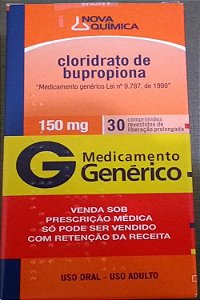 NOVA
QUÍMICA
cloridrato de
bupropiona
"Medicamento genérico Lei nº 9.787, de 1999"
150 mg
30 comprimidos
revestidos de
liberação prolongada
G Medicamento
Genérico
VENDA SOB
PRESCRIÇÃO MÉDICA
SÓ PODE SER VENDIDO
COM RETENÇÃO DA RECEITA
USO ORAL - USO ADULTO